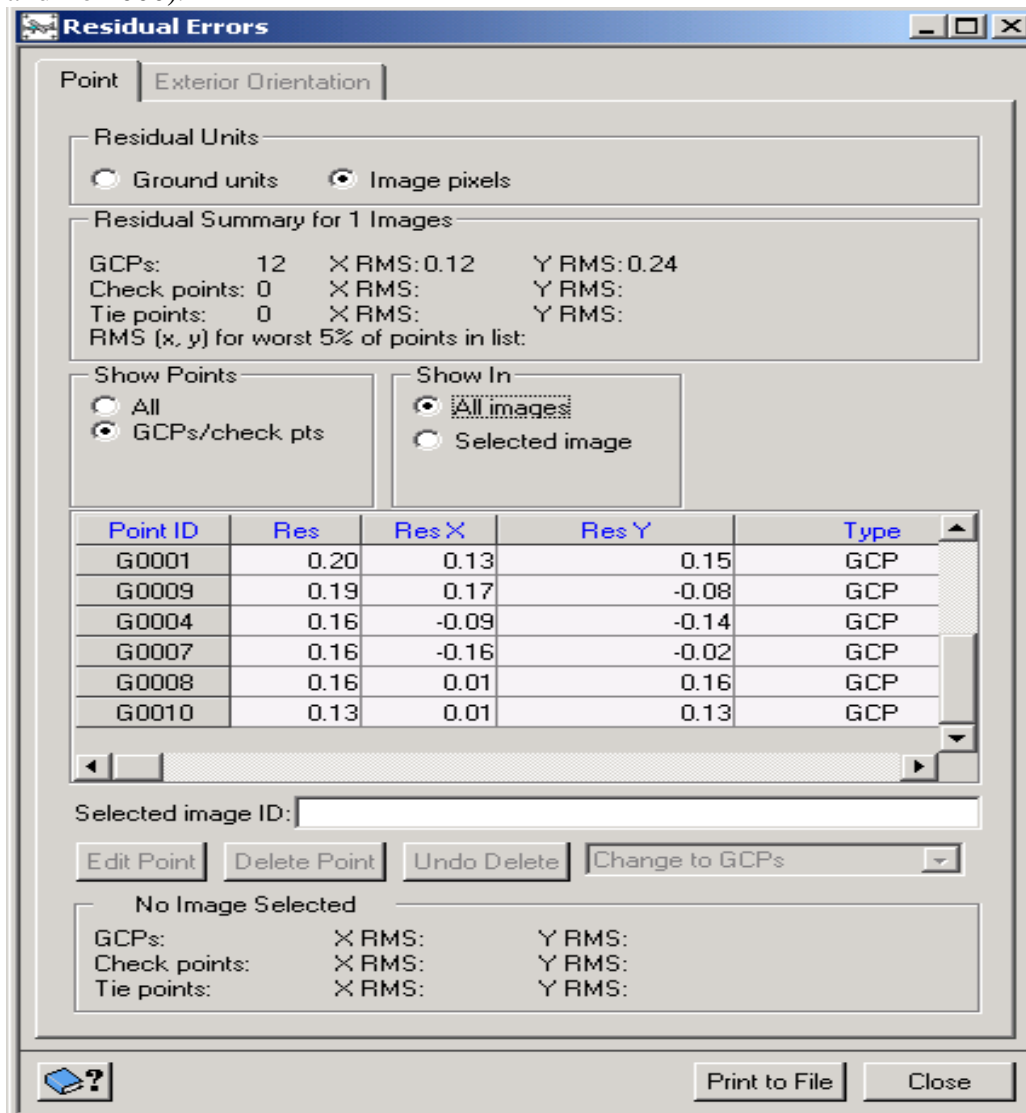 Residual Errors
Point Exterior Orientation
Residual Units
Ground units Image pixels
Residual Summary for 1 Images
GCPs: 12 X RMS: 0.12 Y RMS: 0.24
Check points: 0 X RMS: Y RMS:
Tie points: 0 X RMS: Y RMS:
RMS (x, y) for worst 5% of points in list:
Show Points Show In
All All images
GCPs/check pts Selected image
Point ID Res Res X Res Y Type
G0001 0.20 0.13 0.15 GCP
G0009 0.19 0.17 -0.08 GCP
G0004 0.16 -0.09 -0.14 GCP
G0007 0.16 -0.16 -0.02 GCP
G0008 0.16 0.01 0.16 GCP
G0010 0.13 0.01 0.13 GCP
Selected image ID:
Edit Point Delete Point Undo Delete Change to GCPs
No Image Selected
GCPs: X RMS: Y RMS:
Check points: X RMS: Y RMS:
Tie points: X RMS: Y RMS:
? Print to File Close